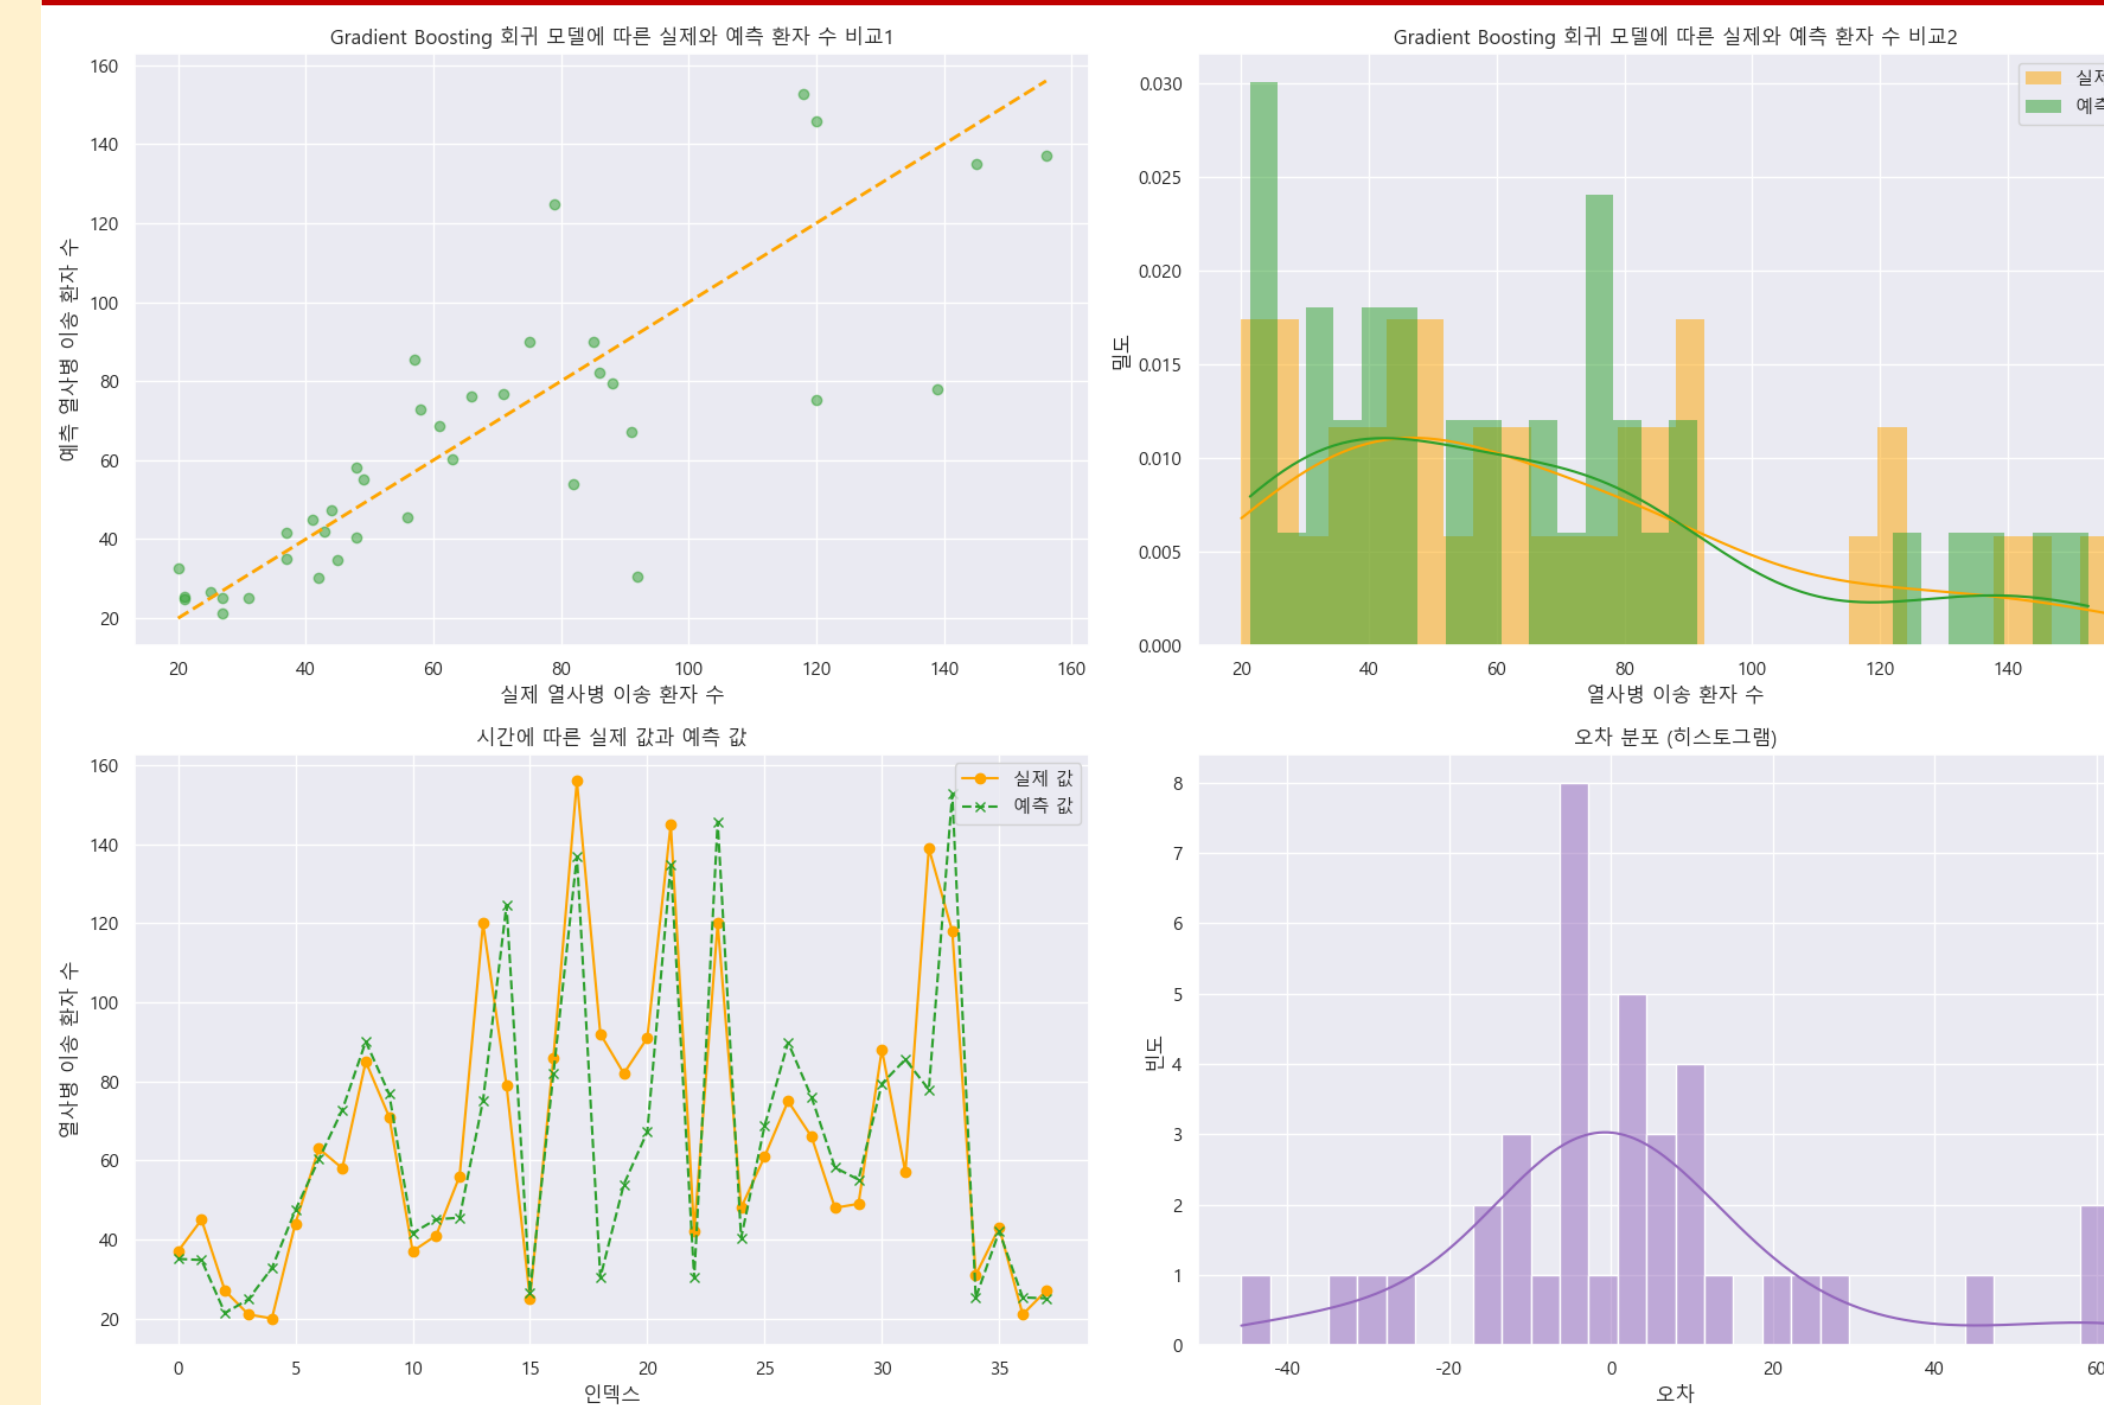 Gradient Boosting 회귀 모델에 따른 실제와 예측 환자 수 비교1
160
140
120
100
80
60
40
20
예측 열사병 이송 환자 수
20 40 60 80 100 120 140 160
실제 열사병 이송 환자 수
Gradient Boosting 회귀 모델에 따른 실제와 예측 환자 수 비교2
실제
예측
0.030
0.025
0.020
0.015
0.010
0.005
0.000
밀도
20 40 60 80 100 120 140
열사병 이송 환자 수
시간에 따른 실제 값과 예측 값
실제 값
예측 값
160
140
120
100
80
60
40
20
열사병 이송 환자 수
0 5 10 15 20 25 30 35
인덱스
오차 분포 (히스토그램)
8
7
6
5
4
3
2
1
0
빈도
-40 -20 0 20 40 60
오차